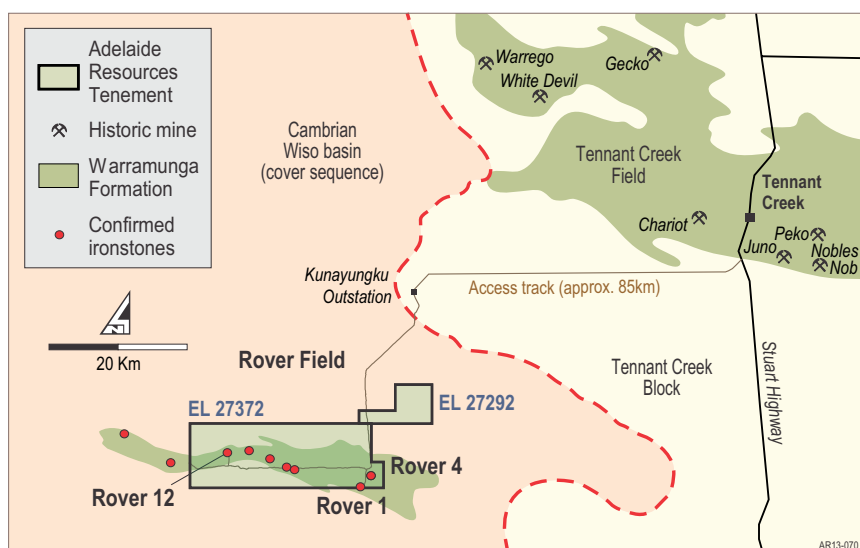 Adelaide
Resources
Tenement
Historic mine
Warramunga
Formation
Confirmed
ironstones
20 Km
Cambrian
Wiso basin
(cover sequence)
Warrego
White Devil
Gecko
Tennant Creek
Field
Tennant
Creek
Chariot
Peko
Juno
Nobles
Nob
Kunayungku
Outstation
Access track (approx. 85km)
Rover Field
Tennant Creek
Block
Stuart Highway
EL 27372
EL 27292
Rover 4
Rover 12
Rover 1
AR13-070